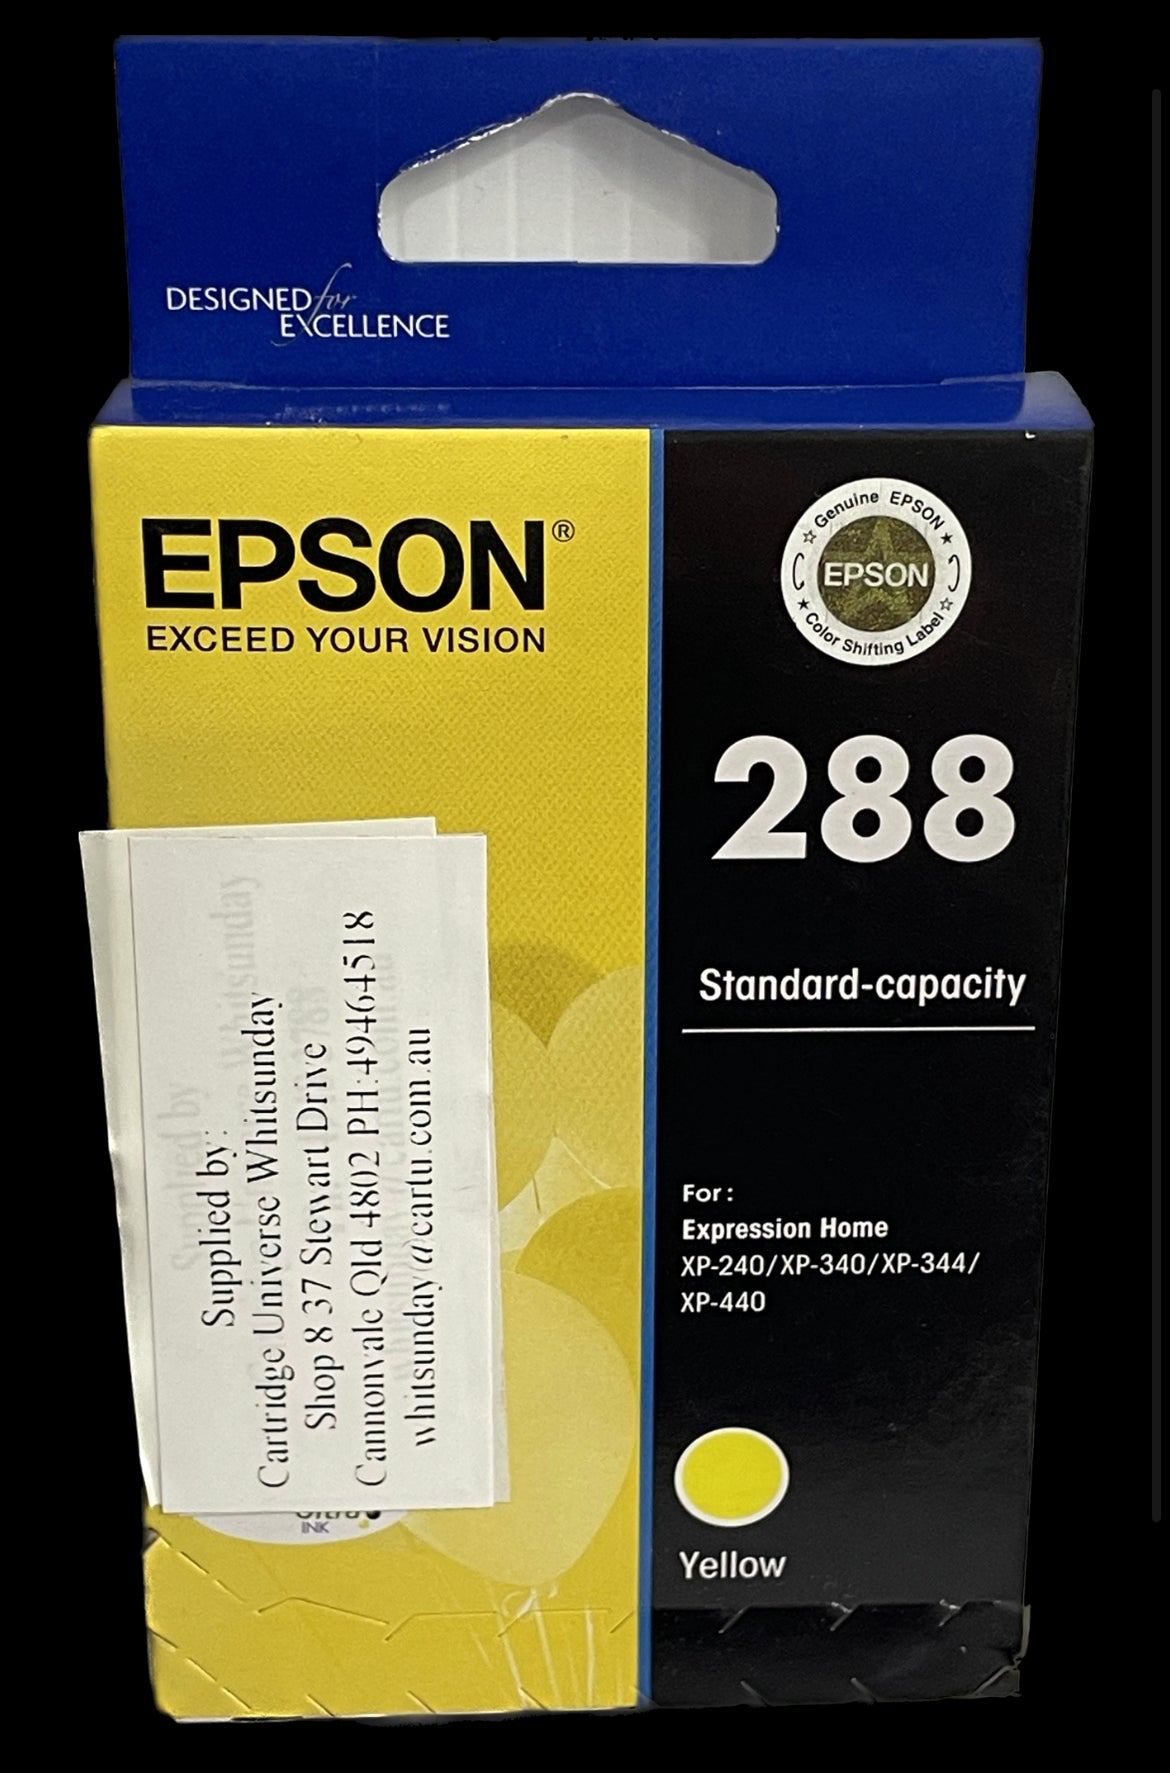 DESIGNED for
EXCELLENCE
EPSON®
EXCEED YOUR VISION
Genuine EPSON
EPSON
Color Shifting Label
288
Standard-capacity
Supplied by:
Cartridge Universe Whitsunday
Shop 8 37 Stewart Drive
Cannonvale Qld 4802 PH:49464518
whitsunday@cartu.com.au
For:
Expression Home
XP-240/XP-340/XP-344/
XP-440
INK
Yellow